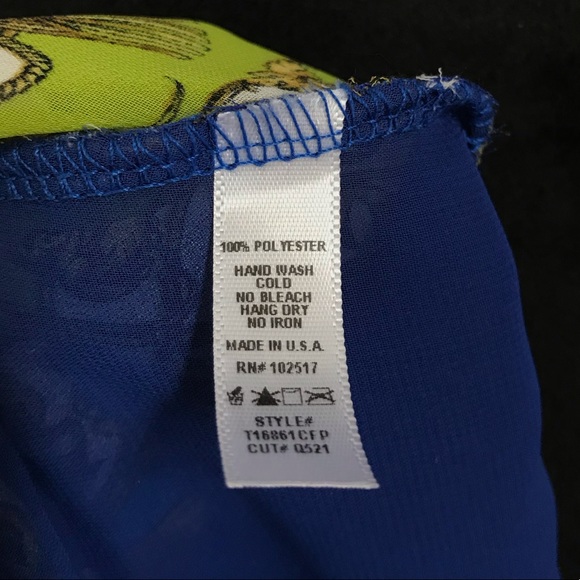 100% POLYESTER
HAND WASH
COLD
NO BLEACH
HANG DRY
NO IRON
MADE IN U.S.A.
RN# 102517
STYLE#
T16861CFP
CUT# Q521